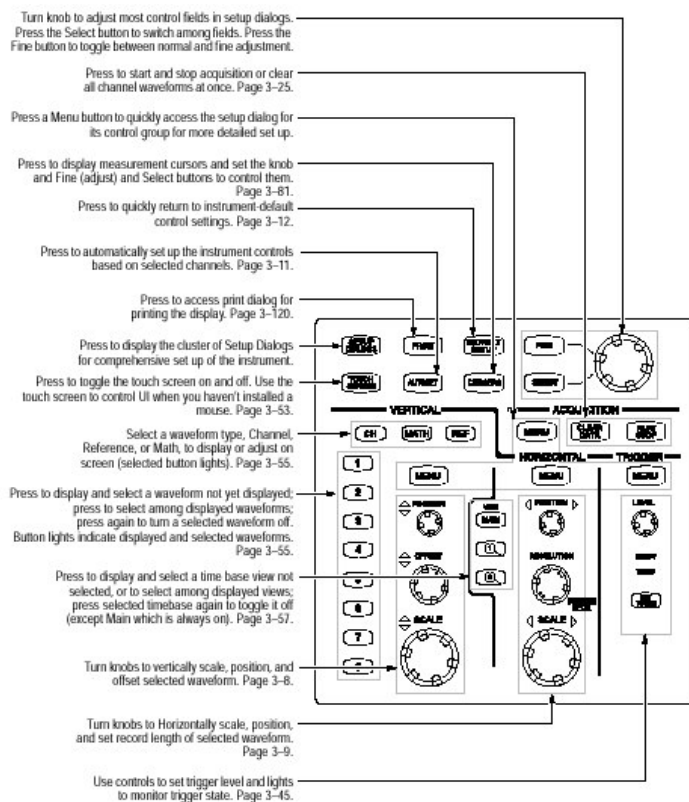 Turn knob to adjust most control fields in setup dialogs.
Press the Select button to switch among fields. Press the
Fine button to toggle between normal and fine adjustment.
Press to start and stop acquisition or clear
all channel waveforms at once. Page 3–25.
Press a Menu button to quickly access the setup dialog for
its control group for more detailed set up.
Press to display measurement cursors and set the knob
and Fine (adjust) and Select buttons to control them.
Page 3–81.
Press to quickly return to instrument-default
control settings. Page 3–12.
Press to automatically set up the instrument controls
based on selected channels. Page 3–11.
Press to access print dialog for
printing the display. Page 3–120.
Press to display the cluster of Setup Dialogs
for comprehensive set up of the instrument.
Press to toggle the touch screen on and off. Use the
touch screen to control UI when you haven't installed a
mouse. Page 3–53.
Select a waveform type, Channel,
Reference, or Math, to display or adjust on
screen (selected button lights). Page 3–55.
Press to display and select a waveform not yet displayed;
press to select among displayed waveforms;
press again to turn a selected waveform off.
Button lights indicate displayed and selected waveforms.
Page 3–55.
Press to display and select a time base view not
selected, or to select among displayed views;
press selected timebase again to toggle it off
(except Main which is always on). Page 3–57.
Turn knobs to vertically scale, position, and
offset selected waveform. Page 3–8.
Turn knobs to Horizontally scale, position,
and set record length of selected waveform.
Page 3–9.
Use controls to set trigger level and lights
to monitor trigger state. Page 3–45.
PRINT
FINE
AUTOSET
VERTICAL
ACQUISITION
CH
MATH
REF
MENU
CLEAR
DATA
HORIZONTAL
TRIGGER
MENU
MENU
MENU
1
2
3
4
6
7
POSITION
OFFSET
SCALE
MAIN
POSITION
RESOLUTION
SCALE
LEVEL